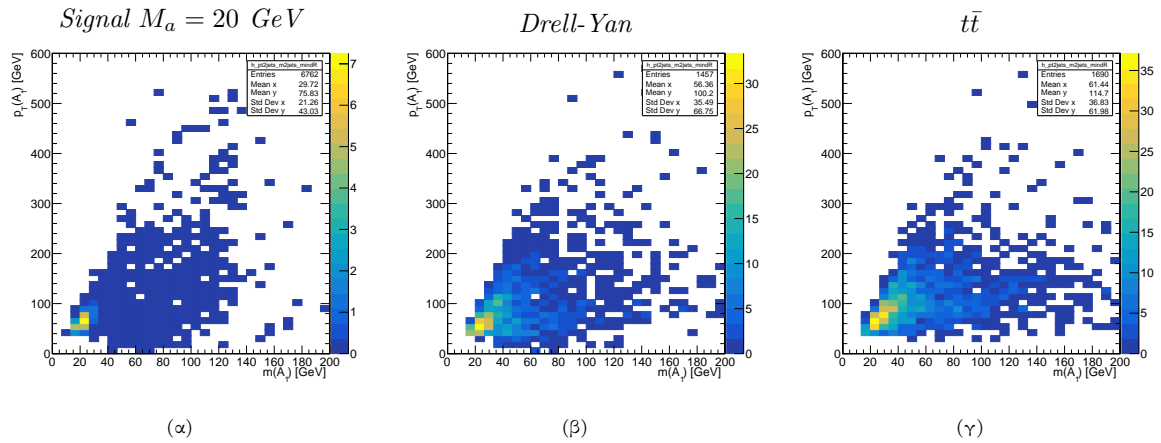 Signal M_a = 20 GeV
Drell-Yan
tt̄
p_T(A_T) [GeV]
600
500
400
300
200
100
0
h_pt2jets_m2jets_mindR
Entries 6762
Mean x 29.72
Mean y 75.83
Std Dev x 21.26
Std Dev y 43.03
7
6
5
4
3
2
1
0
0 20 40 60 80 100 120 140 160 180 200
m(A_T) [GeV]
p_T(A_T) [GeV]
600
500
400
300
200
100
0
h_pt2jets_m2jets_mindR
Entries 1457
Mean x 56.36
Mean y 100.2
Std Dev x 35.49
Std Dev y 66.75
30
25
20
15
10
5
0
0 20 40 60 80 100 120 140 160 180 200
m(A_T) [GeV]
p_T(A_T) [GeV]
600
500
400
300
200
100
0
h_pt2jets_m2jets_mindR
Entries 1690
Mean x 61.44
Mean y 114.7
Std Dev x 36.83
Std Dev y 61.98
35
30
25
20
15
10
5
0
0 20 40 60 80 100 120 140 160 180 200
m(A_T) [GeV]
(α)
(β)
(γ)